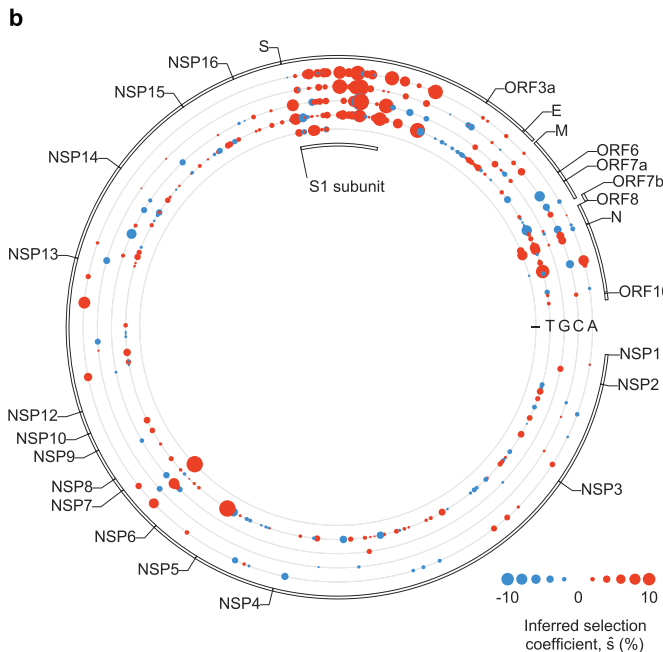 b
S
NSP16
NSP15
NSP14
NSP13
NSP12
NSP10
NSP9
NSP8
NSP7
NSP6
NSP5
NSP4
ORF3a
E
M
ORF6
ORF7a
ORF7b
ORF8
N
ORF10
S1 subunit
– T G C A
NSP1
NSP2
NSP3
-10 0 10
Inferred selection
coefficient, ŝ (%)